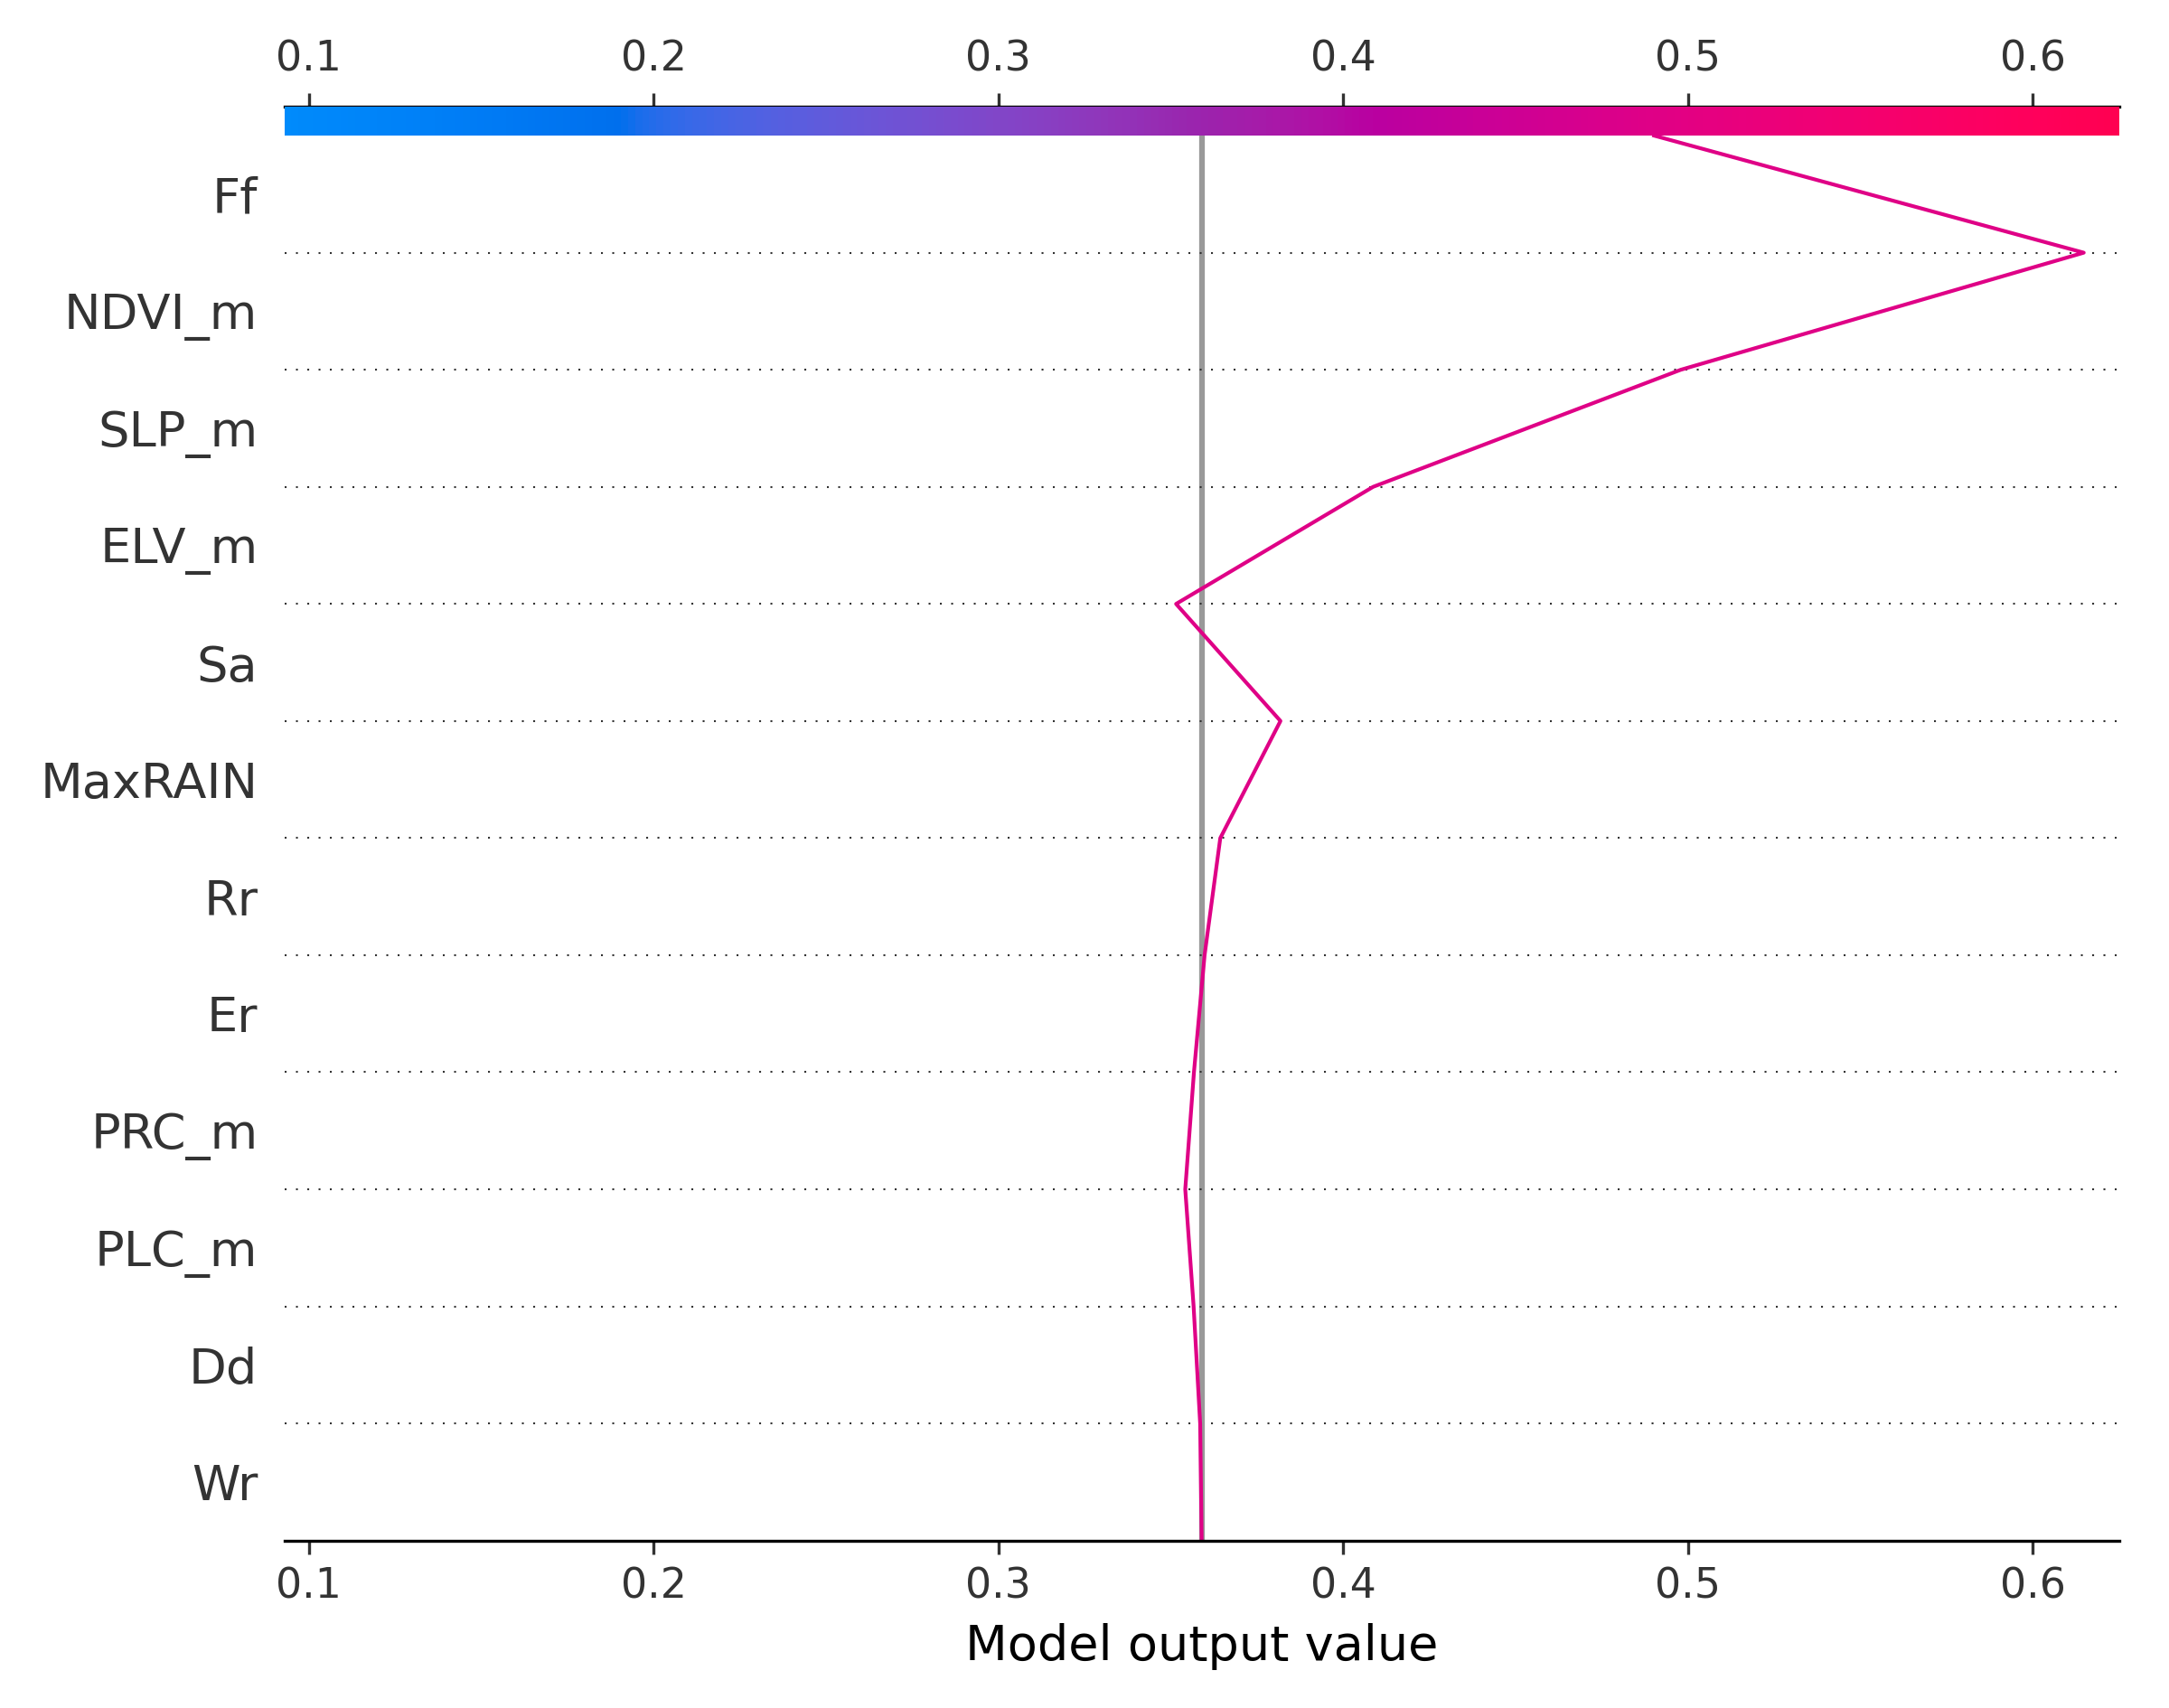 0.1 0.2 0.3 0.4 0.5 0.6
Ff
NDVI_m
SLP_m
ELV_m
Sa
MaxRAIN
Rr
Er
PRC_m
PLC_m
Dd
Wr
0.1 0.2 0.3 0.4 0.5 0.6
Model output value